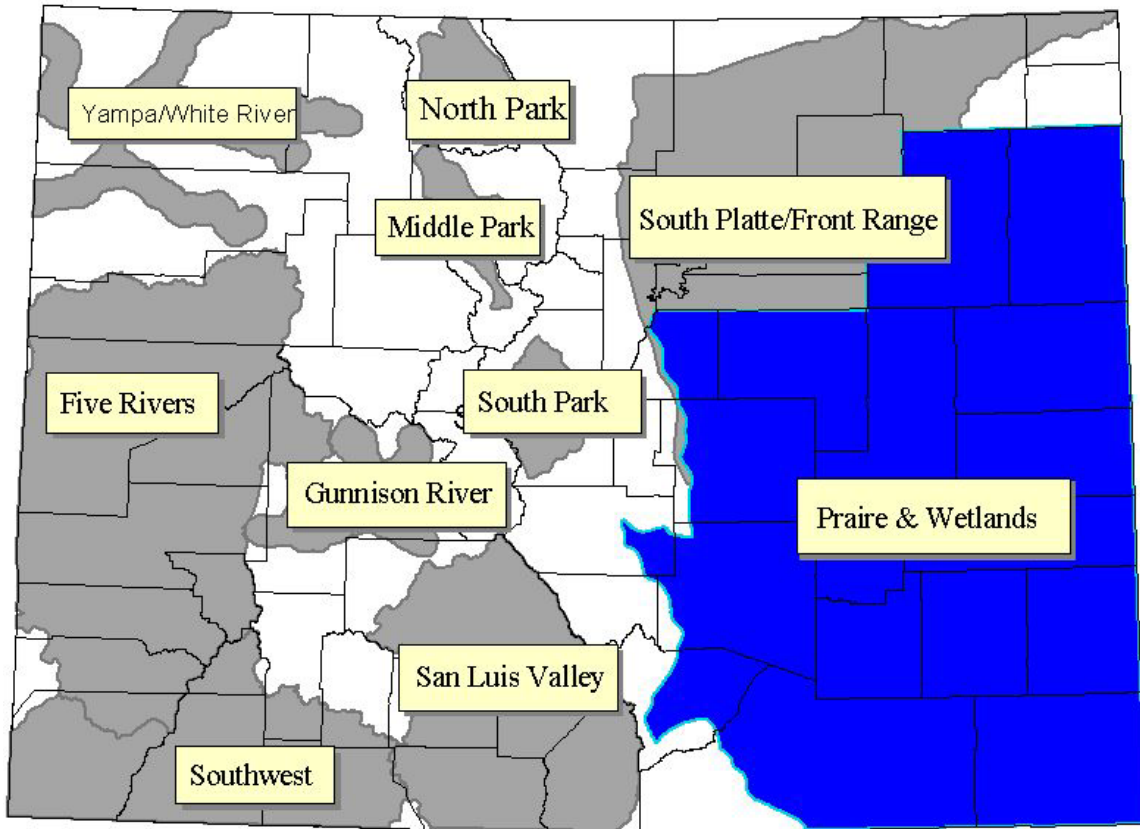 Yampa/White River
North Park
South Platte/Front Range
Middle Park
Five Rivers
South Park
Gunnison River
Praire & Wetlands
San Luis Valley
Southwest